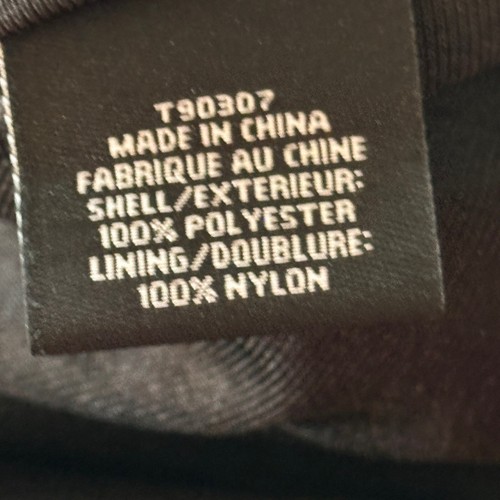 T90307
MADE IN CHINA
FABRIQUE AU CHINE
SHELL/EXTERIEUR:
100% POLYESTER
LINING/DOUBLURE:
100% NYLON